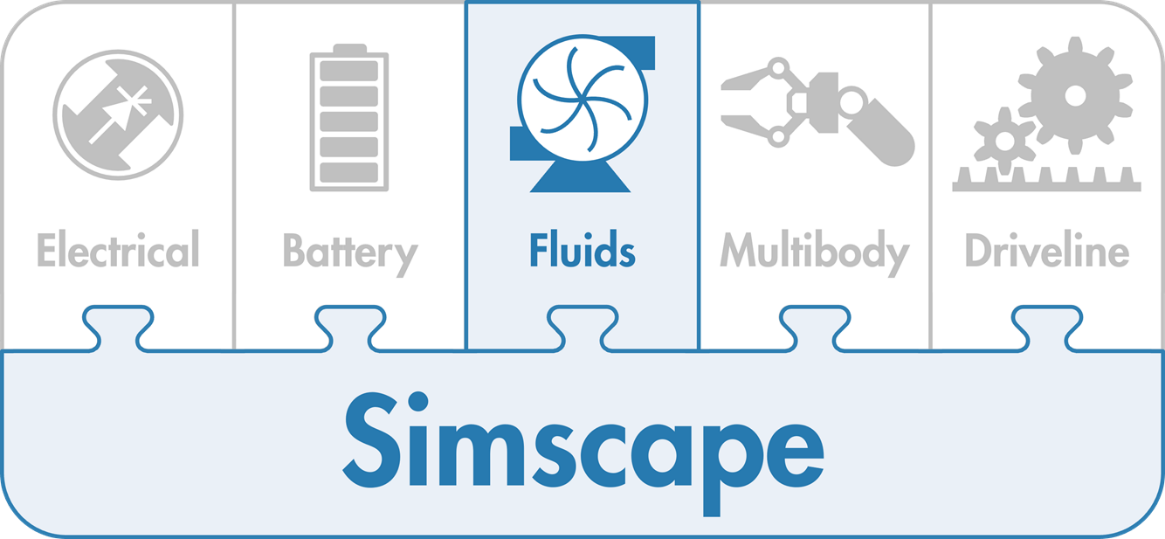 Electrical Battery Fluids Multibody Driveline
Simscape